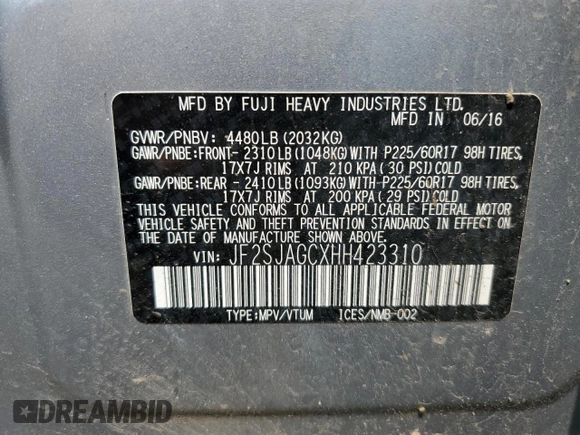 MFD BY FUJI HEAVY INDUSTRIES LTD.
MFD IN 06/16
GVWR/PNBV: 4480LB(2032KG)
GAWR/PNBE:FRONT- 2310LB(1048KG)WITH P225/60R17 98H TIRES,
17X7J RIMS AT 210 KPA(30 PSI)COLD
GAWR/PNBE:REAR - 2410LB(1093KG)WITH P225/60R17 98H TIRES,
17X7J RIMS AT 200 KPA(29 PSI)COLD
THIS VEHICLE CONFORMS TO ALL APPLICABLE FEDERAL MOTOR
VEHICLE SAFETY AND THEFT PREVENTION STANDARDS IN EFFECT ON
THE DATE OF MANUFACTURE SHOWN ABOVE.
VIN: JF2SJAGCXHH423310
TYPE:MPV/VTUM ICES/NMB-002
DREAMBID